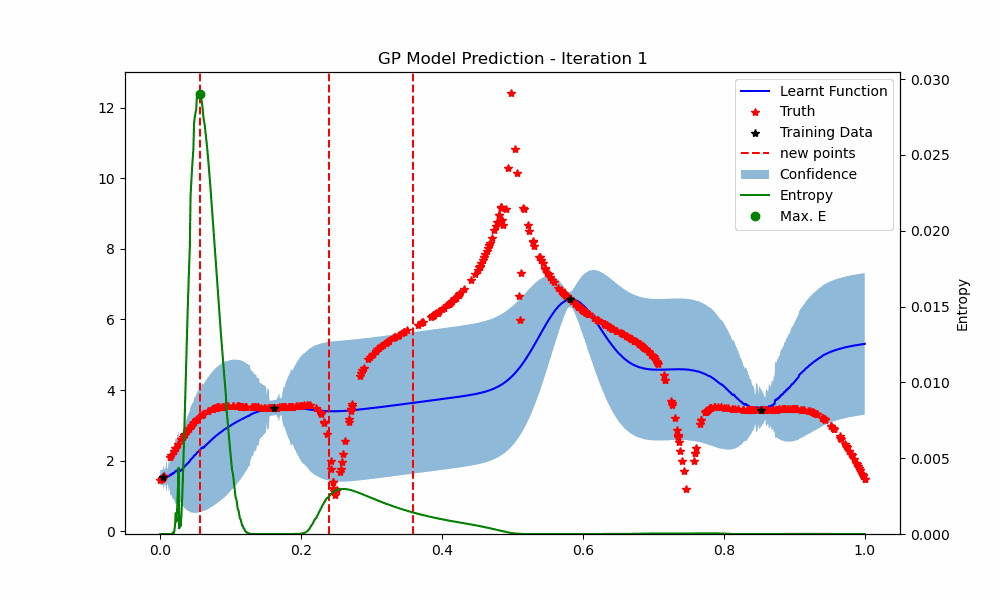 GP Model Prediction - Iteration 1
Learnt Function
Truth
Training Data
new points
Confidence
Entropy
Max. E
12
10
8
6
4
2
0
0.030
0.025
0.020
0.015
0.010
0.005
0.000
Entropy
0.0
0.2
0.4
0.6
0.8
1.0